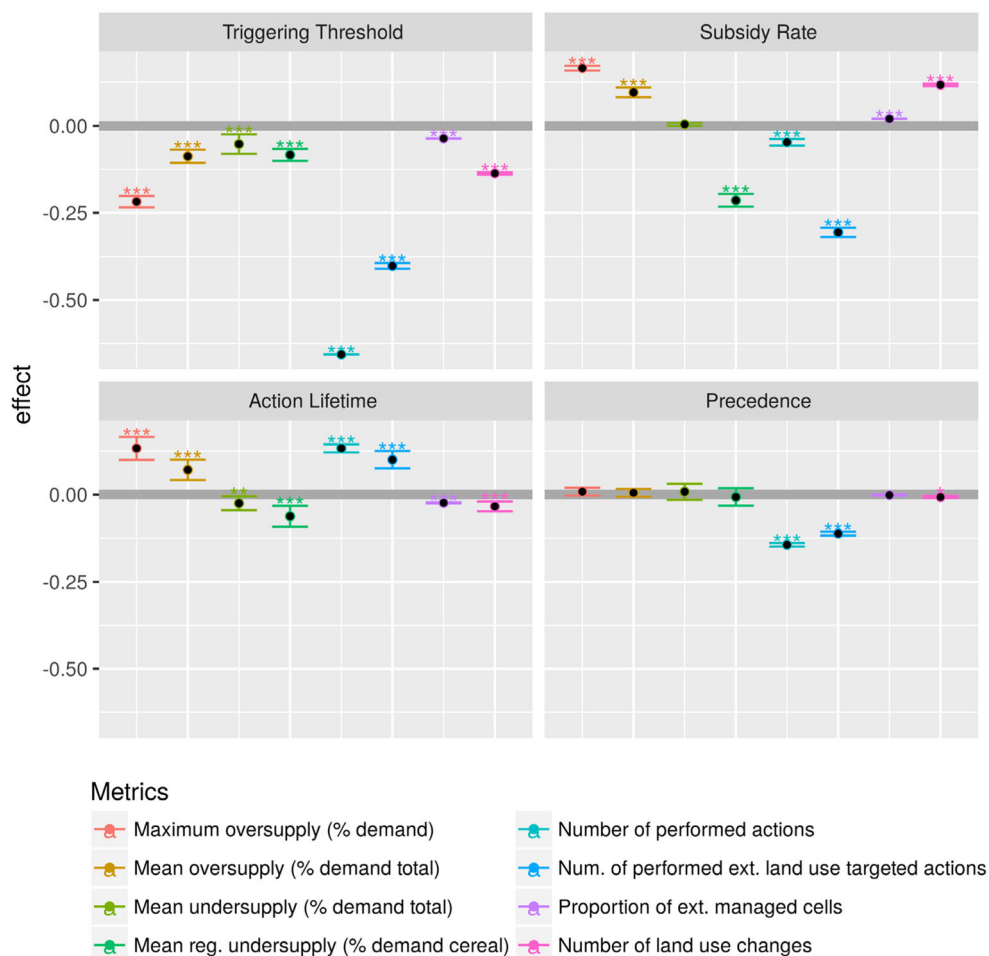 Triggering Threshold Subsidy Rate
*** *** *** *** *** *** *** ***
*** *** *** *** *** *** ***
0.00
-0.25
-0.50
effect
Action Lifetime Precedence
*** *** ** *** *** *** *** ***
*** *** *
0.00
-0.25
-0.50
Metrics
a Maximum oversupply (% demand) a Number of performed actions
a Mean oversupply (% demand total) a Num. of performed ext. land use targeted actions
a Mean undersupply (% demand total) a Proportion of ext. managed cells
a Mean reg. undersupply (% demand cereal) a Number of land use changes